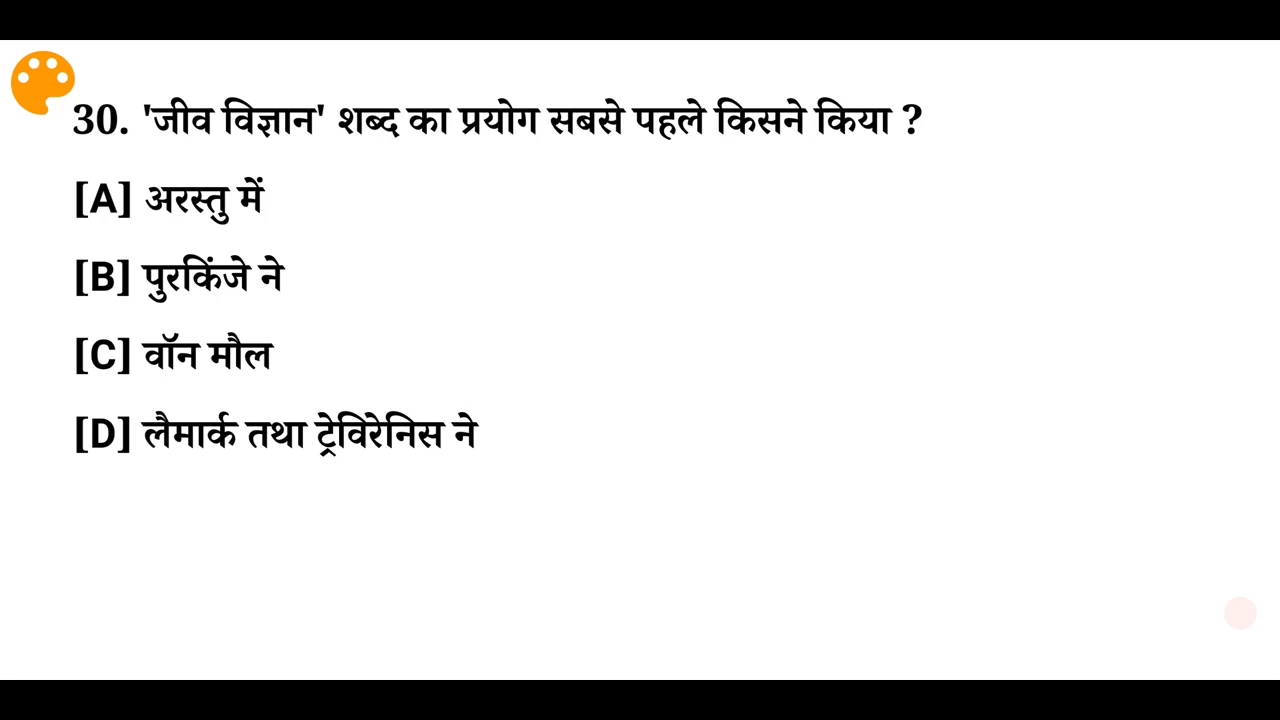 30. 'जीव विज्ञान' शब्द का प्रयोग सबसे पहले किसने किया ?
[A] अरस्तु में
[B] पुरकिंजे ने
[C] वॉन मौल
[D] लैमार्क तथा ट्रेविरेनिस ने